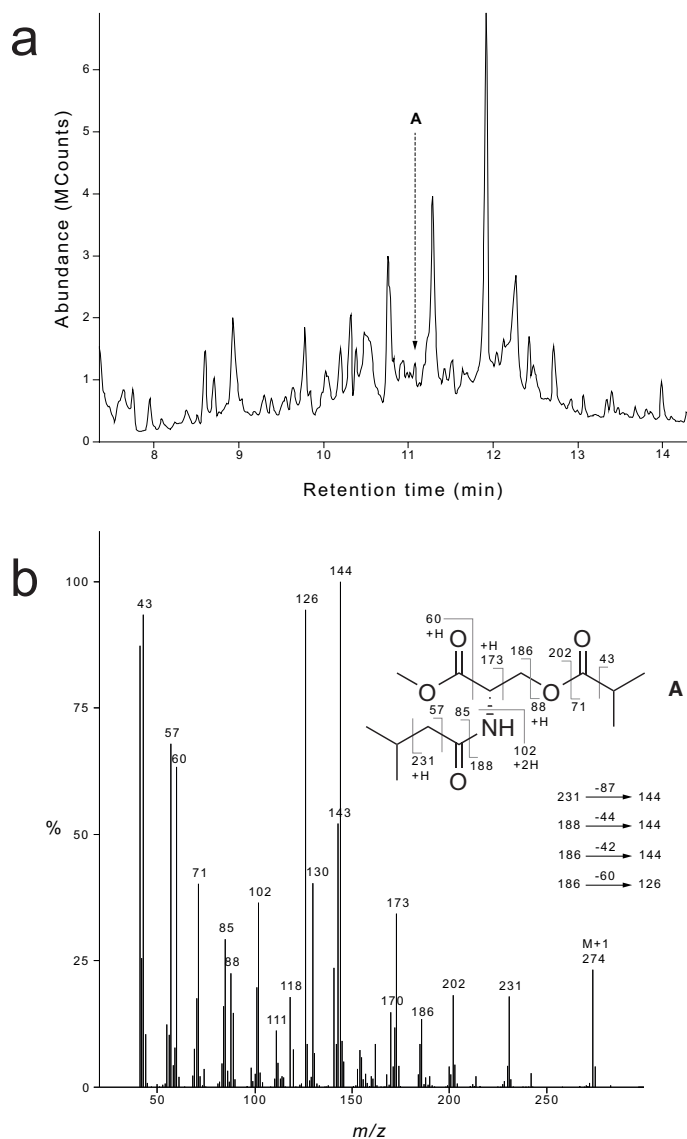 a
Abundance (MCounts)
6
5
4
3
2
1
0
A
8 9 10 11 12 13 14
Retention time (min)
b
%
100
75
50
25
0
43
57
60
71
85
88
102
111
118
126
130
143
144
170
173
186
202
231
M+1
274
60
+H
O
+H
173
186
202
O
43
O
O
88
+H
71
57
85
NH
102
+2H
231
+H
188
O
A
231 -87 144
188 -44 144
186 -42 144
186 -60 126
50 100 150 200 250
m/z